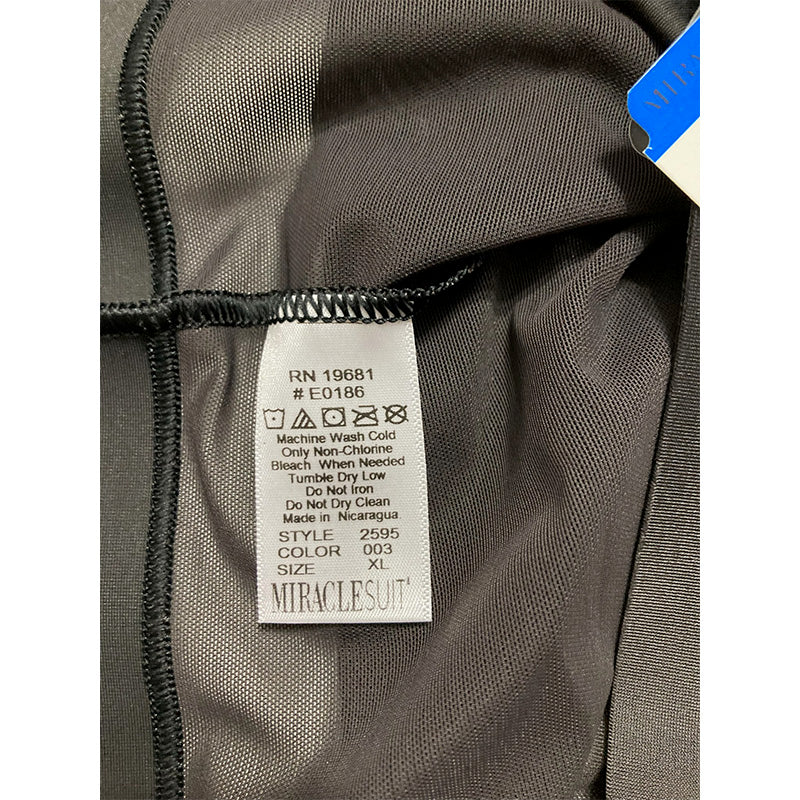 MIRA
RN 19681
# E0186
Machine Wash Cold
Only Non-Chlorine
Bleach When Needed
Tumble Dry Low
Do Not Iron
Do Not Dry Clean
Made in Nicaragua
STYLE 2595
COLOR 003
SIZE XL
MIRACLESUIT